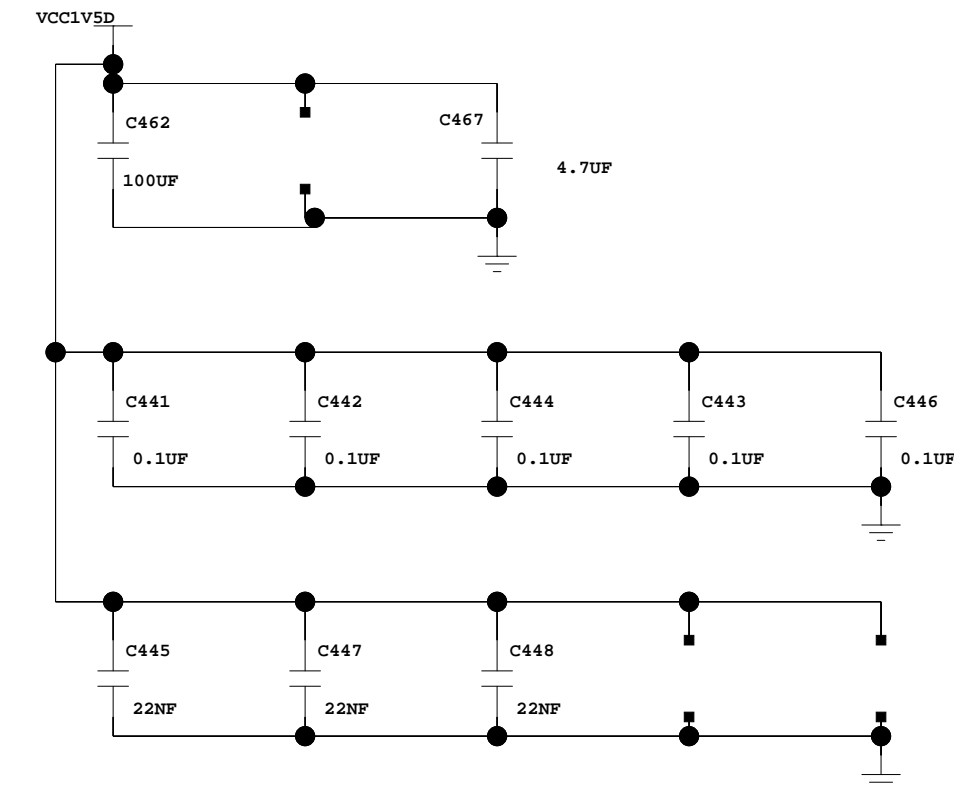 VCC1V5D
C462
C467
100UF
4.7UF
C441
C442
C444
C443
C446
0.1UF
0.1UF
0.1UF
0.1UF
0.1UF
C445
C447
C448
22NF
22NF
22NF